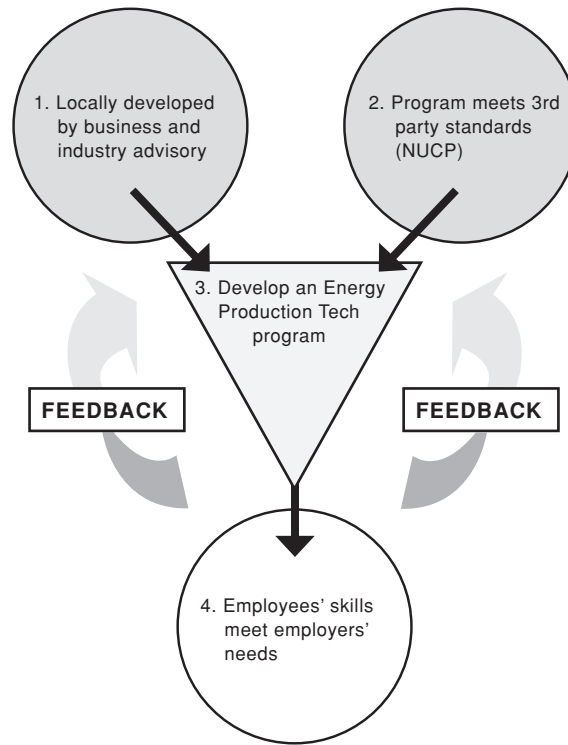 1. Locally developed
by business and
industry advisory
2. Program meets 3rd
party standards
(NUCP)
3. Develop an Energy
Production Tech
program
FEEDBACK
FEEDBACK
4. Employees’ skills
meet employers’
needs